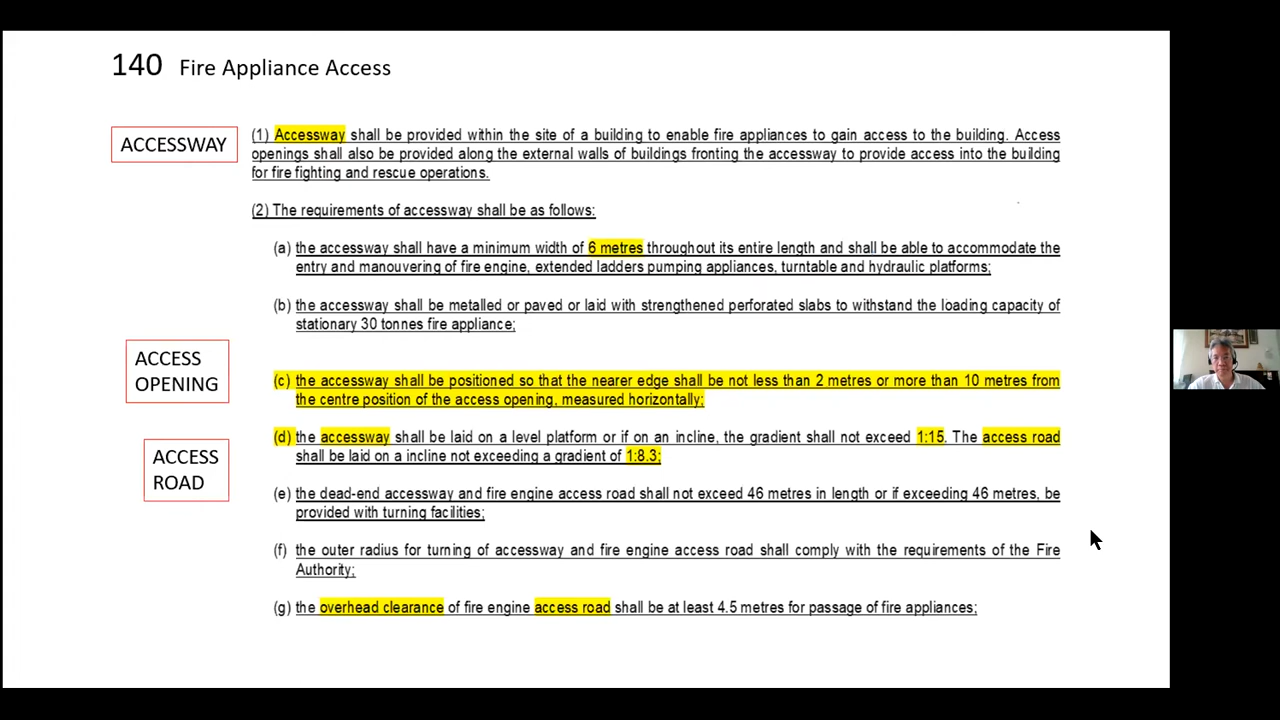 140 Fire Appliance Access
ACCESSWAY
(1) Accessway shall be provided within the site of a building to enable fire appliances to gain access to the building. Access
openings shall also be provided along the external walls of buildings fronting the accessway to provide access into the building
for fire fighting and rescue operations.
(2) The requirements of accessway shall be as follows:
(a) the accessway shall have a minimum width of 6 metres throughout its entire length and shall be able to accommodate the
entry and manouvering of fire engine, extended ladders pumping appliances, turntable and hydraulic platforms;
(b) the accessway shall be metalled or paved or laid with strengthened perforated slabs to withstand the loading capacity of
stationary 30 tonnes fire appliance;
ACCESS
OPENING
(c) the accessway shall be positioned so that the nearer edge shall be not less than 2 metres or more than 10 metres from
the centre position of the access opening, measured horizontally;
ACCESS
ROAD
(d) the accessway shall be laid on a level platform or if on an incline, the gradient shall not exceed 1:15. The access road
shall be laid on a incline not exceeding a gradient of 1:8.3;
(e) the dead-end accessway and fire engine access road shall not exceed 46 metres in length or if exceeding 46 metres, be
provided with turning facilities;
(f) the outer radius for turning of accessway and fire engine access road shall comply with the requirements of the Fire
Authority;
(g) the overhead clearance of fire engine access road shall be at least 4.5 metres for passage of fire appliances;